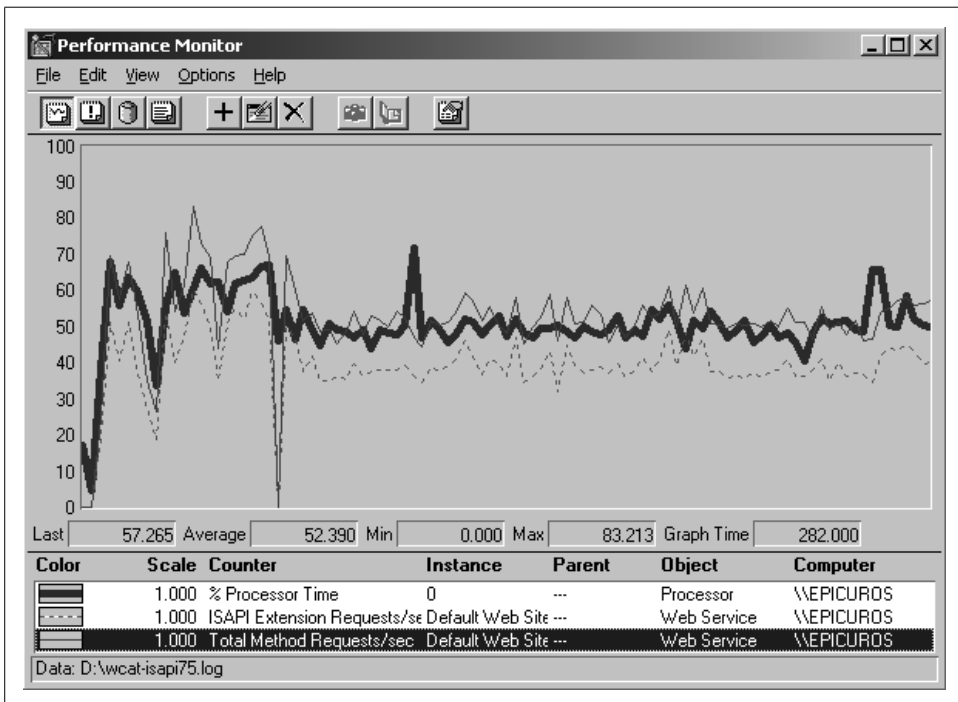 Performance Monitor
File Edit View Options Help
100
90
80
70
60
50
40
30
20
10
0
Last 57.265 Average 52.390 Min 0.000 Max 83.213 Graph Time 282.000
Color Scale Counter Instance Parent Object Computer
1.000 % Processor Time 0 --- Processor \\EPICUROS
1.000 ISAPI Extension Requests/se Default Web Site --- Web Service \\EPICUROS
1.000 Total Method Requests/sec Default Web Site --- Web Service \\EPICUROS
Data: D:\wcat-isapi75.log